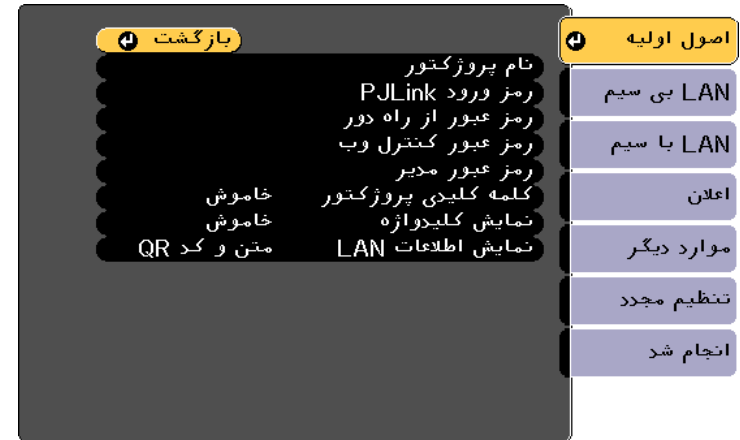 اصول اولیه
LAN بی سیم
LAN با سیم
اعلان
موارد دیگر
تنظیم مجدد
انجام شد
بازگشت
نام پروژکتور
رمز ورود PJLink
رمز عبور از راه دور
رمز عبور کنترل وب
رمز عبور مدیر
کلمه کلیدی پروژکتور خاموش
نمایش کلیدواژه خاموش
نمایش اطلاعات LAN متن و کد QR